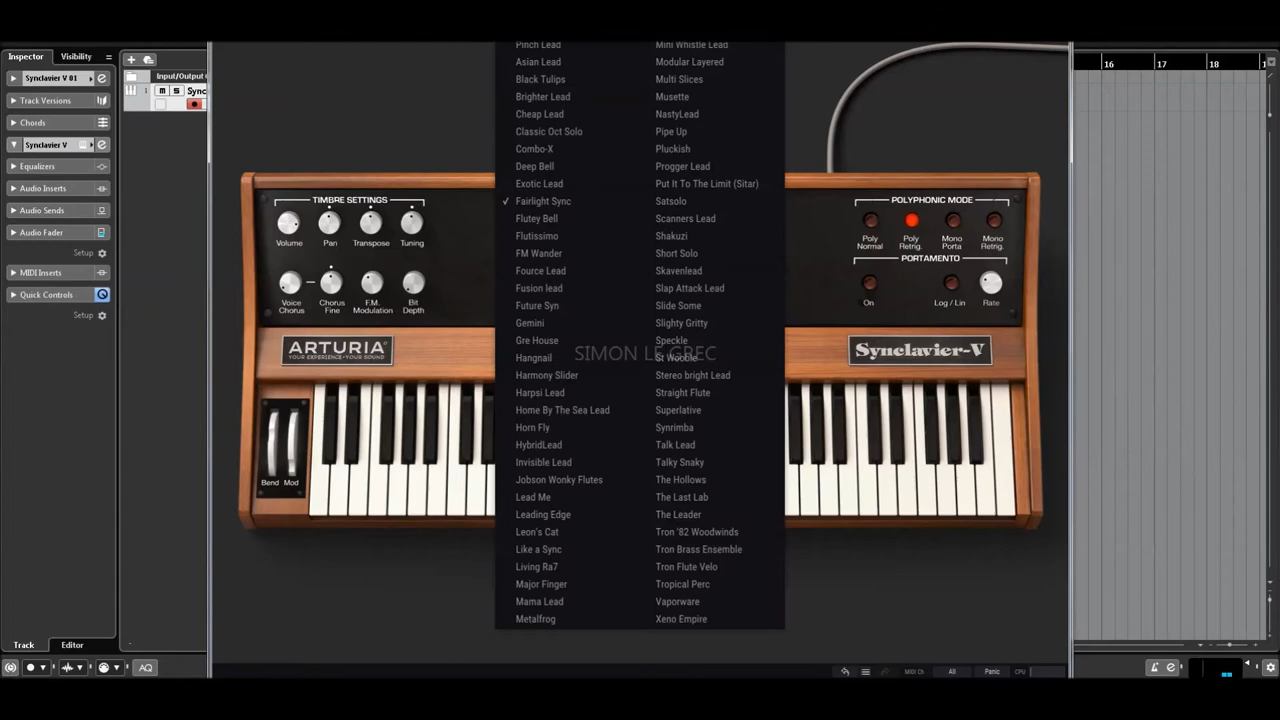 Inspector
Visibility
Synclavier V 01
Track Versions
Chords
Synclavier V
Equalizers
Audio Inserts
Audio Sends
Audio Fader
Setup
MIDI Inserts
Quick Controls
Setup
Track
Editor
AQ
Input/Output C
1 m S Sync
TIMBRE SETTINGS
Volume Pan Transpose Tuning
Voice Chorus
Chorus Fine
F.M. Modulation
Bit Depth
ARTURIA
YOUR EXPERIENCE • YOUR SOUND
Bend Mod
Pinch Lead
Asian Lead
Black Tulips
Brighter Lead
Cheap Lead
Classic Oct Solo
Combo-X
Deep Bell
Exotic Lead
✓ Fairlight Sync
Flutey Bell
Flutissimo
FM Wander
Fource Lead
Fusion lead
Future Syn
Gemini
Gre House
Hangnail
Harmony Slider
Harpsi Lead
Home By The Sea Lead
Horn Fly
HybridLead
Invisible Lead
Jobson Wonky Flutes
Lead Me
Leading Edge
Leon's Cat
Like a Sync
Living Ra7
Major Finger
Mama Lead
Metalfrog
Mini Whistle Lead
Modular Layered
Multi Slices
Musette
NastyLead
Pipe Up
Pluckish
Progger Lead
Put It To The Limit (Sitar)
Satsolo
Scanners Lead
Shakuzi
Short Solo
Skavenlead
Slap Attack Lead
Slide Some
Slighty Gritty
Speckle
St Wooble
Stereo bright Lead
Straight Flute
Superlative
Synrimba
Talk Lead
Talky Snaky
The Hollows
The Last Lab
The Leader
Tron '82 Woodwinds
Tron Brass Ensemble
Tron Flute Velo
Tropical Perc
Vaporware
Xeno Empire
SIMON LE GREC
POLYPHONIC MODE
Poly Normal
Poly Retrig.
Mono Porta
Mono Retrig.
PORTAMENTO
On Log / Lin Rate
Synclavier-V
MIDI Ch All Panic CPU
16 17 18 1